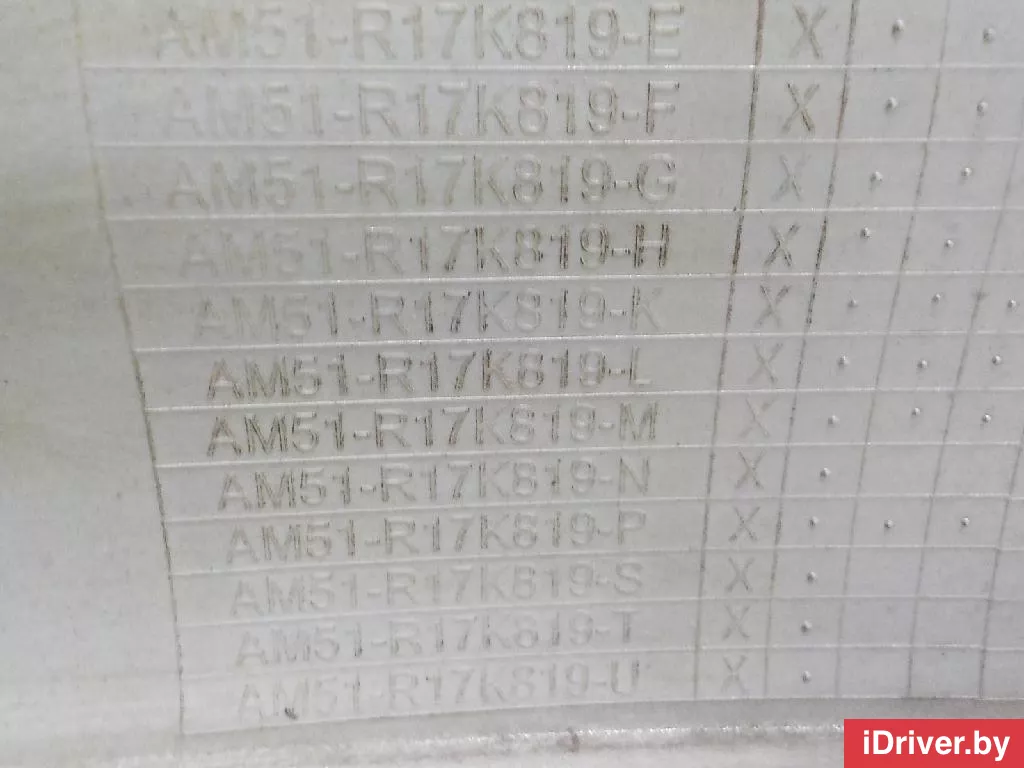 AM51-R17K819-E X
AM51-R17K819-F X
AM51-R17K819-G X
AM51-R17K819-H X
AM51-R17K819-K X
AM51-R17K819-L X
AM51-R17K819-M X
AM51-R17K819-N X
AM51-R17K819-P X
AM51-R17K819-S X
AM51-R17K819-T X
AM51-R17K819-U X
iDriver.by